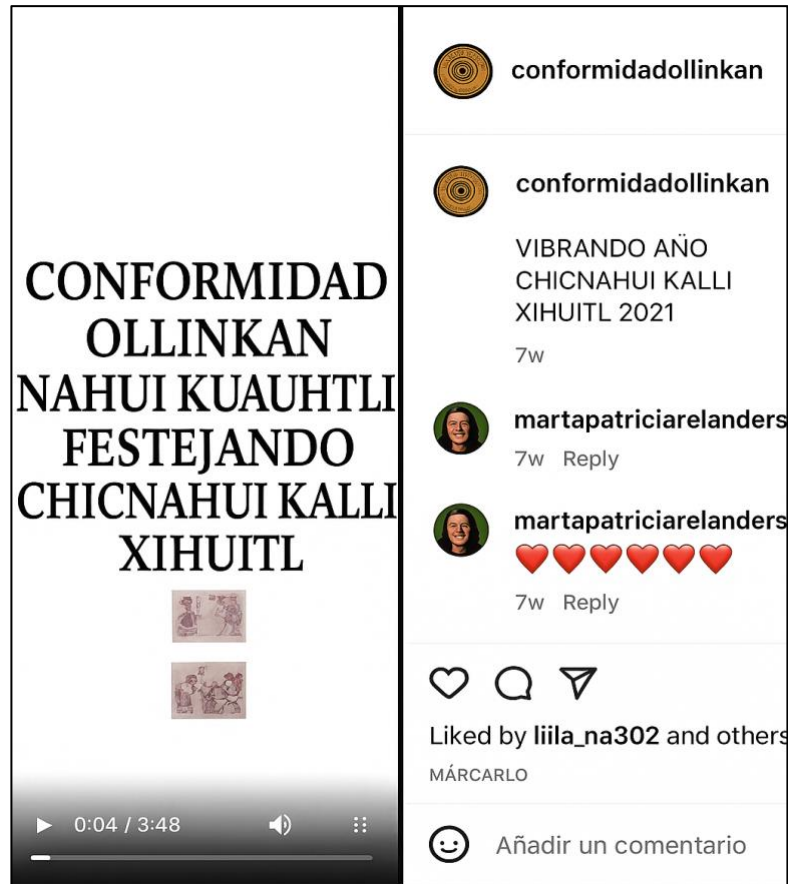 CONFORMIDAD
OLLINKAN
NAHUI KUAUHTLI
FESTEJANDO
CHICNAHUI KALLI
XIHUITL
0:04 / 3:48
conformidadollinkan
conformidadollinkan
VIBRANDO AÑO
CHICNAHUI KALLI
XIHUITL 2021
7w
martapatriciarelanders
7w Reply
martapatriciarelanders
❤️❤️❤️❤️❤️❤️
7w Reply
Liked by liila_na302 and others
MÁRCARLO
Añadir un comentario